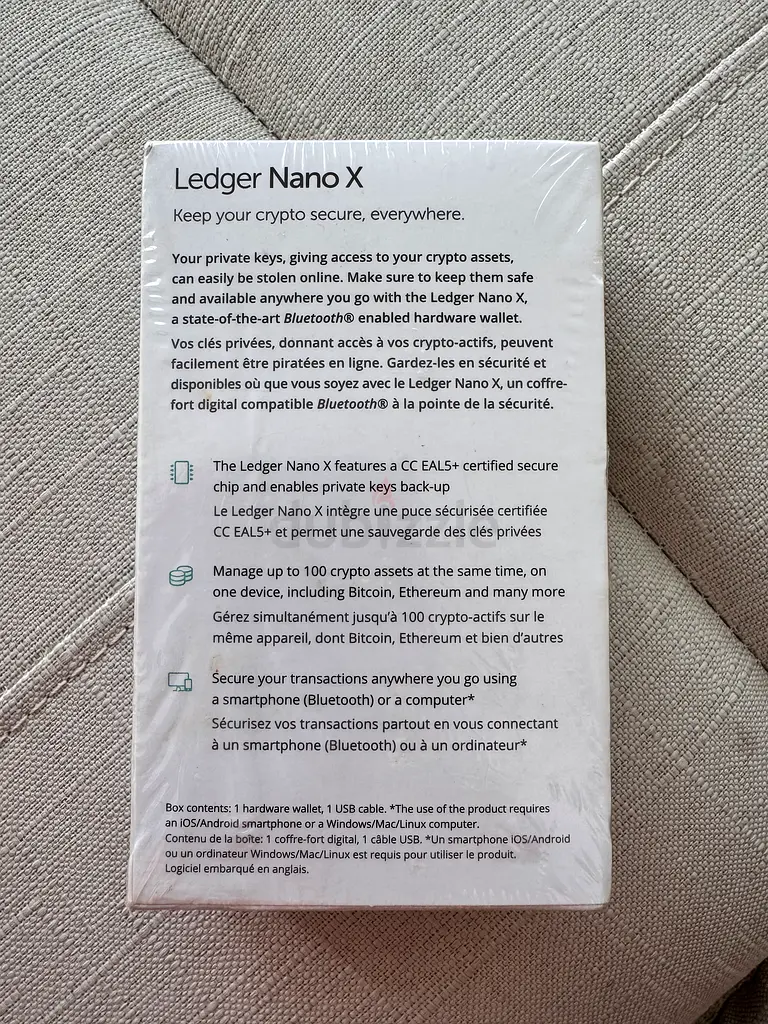 Ledger Nano X
Keep your crypto secure, everywhere.
Your private keys, giving access to your crypto assets,
can easily be stolen online. Make sure to keep them safe
and available anywhere you go with the Ledger Nano X,
a state-of-the-art Bluetooth® enabled hardware wallet.
Vos clés privées, donnant accès à vos crypto-actifs, peuvent
facilement être piratées en ligne. Gardez-les en sécurité et
disponibles où que vous soyez avec le Ledger Nano X, un coffre-
fort digital compatible Bluetooth® à la pointe de la sécurité.
The Ledger Nano X features a CC EAL5+ certified secure
chip and enables private keys back-up
Le Ledger Nano X intègre une puce sécurisée certifiée
CC EAL5+ et permet une sauvegarde des clés privées
dubizzle
Manage up to 100 crypto assets at the same time, on
one device, including Bitcoin, Ethereum and many more
Gérez simultanément jusqu'à 100 crypto-actifs sur le
même appareil, dont Bitcoin, Ethereum et bien d'autres
Secure your transactions anywhere you go using
a smartphone (Bluetooth) or a computer*
Sécurisez vos transactions partout en vous connectant
à un smartphone (Bluetooth) ou à un ordinateur*
Box contents: 1 hardware wallet, 1 USB cable. *The use of the product requires
an iOS/Android smartphone or a Windows/Mac/Linux computer.
Contenu de la boîte: 1 coffre-fort digital, 1 câble USB. *Un smartphone iOS/Android
ou un ordinateur Windows/Mac/Linux est requis pour utiliser le produit.
Logiciel embarqué en anglais.